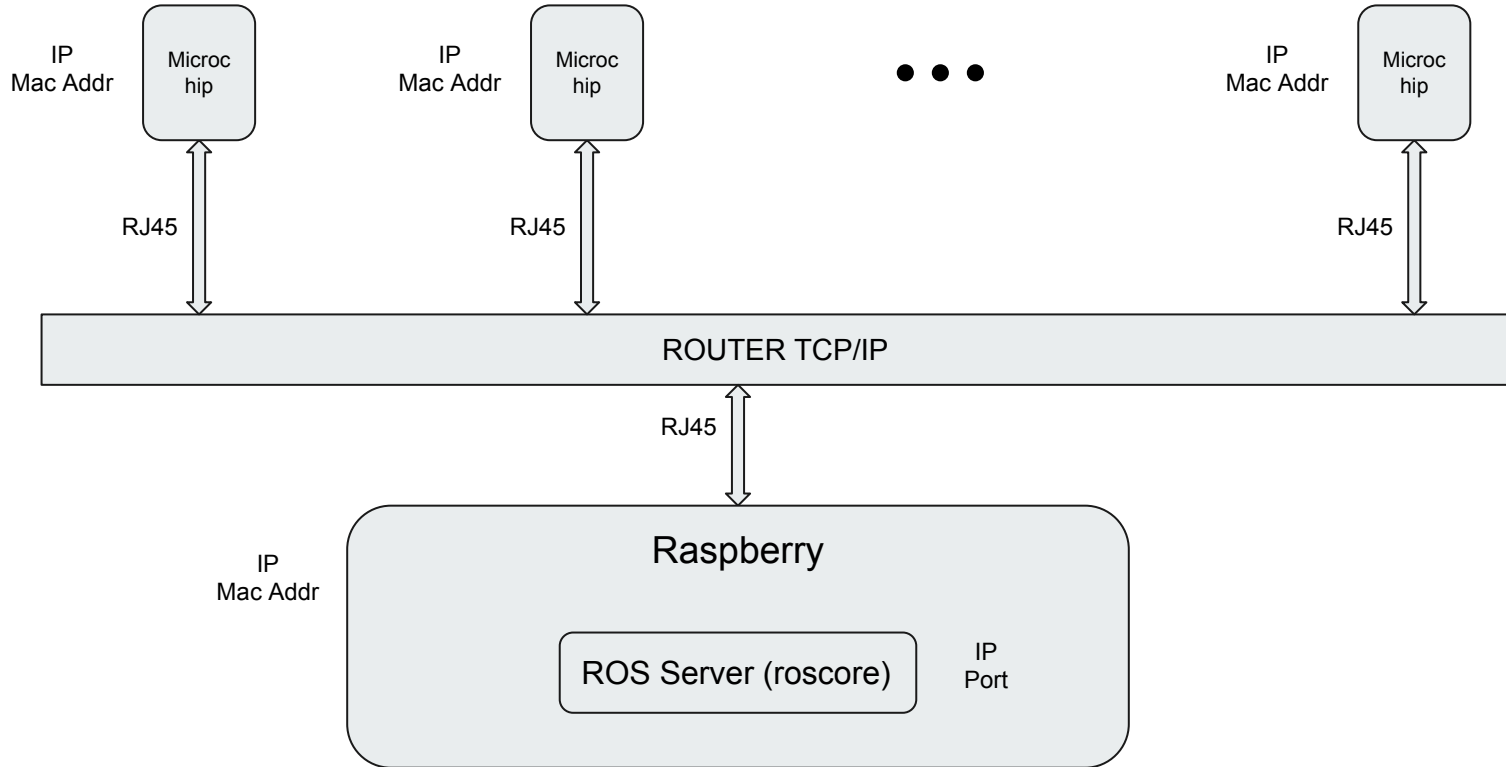 IP
Mac Addr
Microc
hip
IP
Mac Addr
Microc
hip
IP
Mac Addr
Microc
hip
RJ45
RJ45
RJ45
ROUTER TCP/IP
RJ45
Raspberry
IP
Mac Addr
ROS Server (roscore)
IP
Port